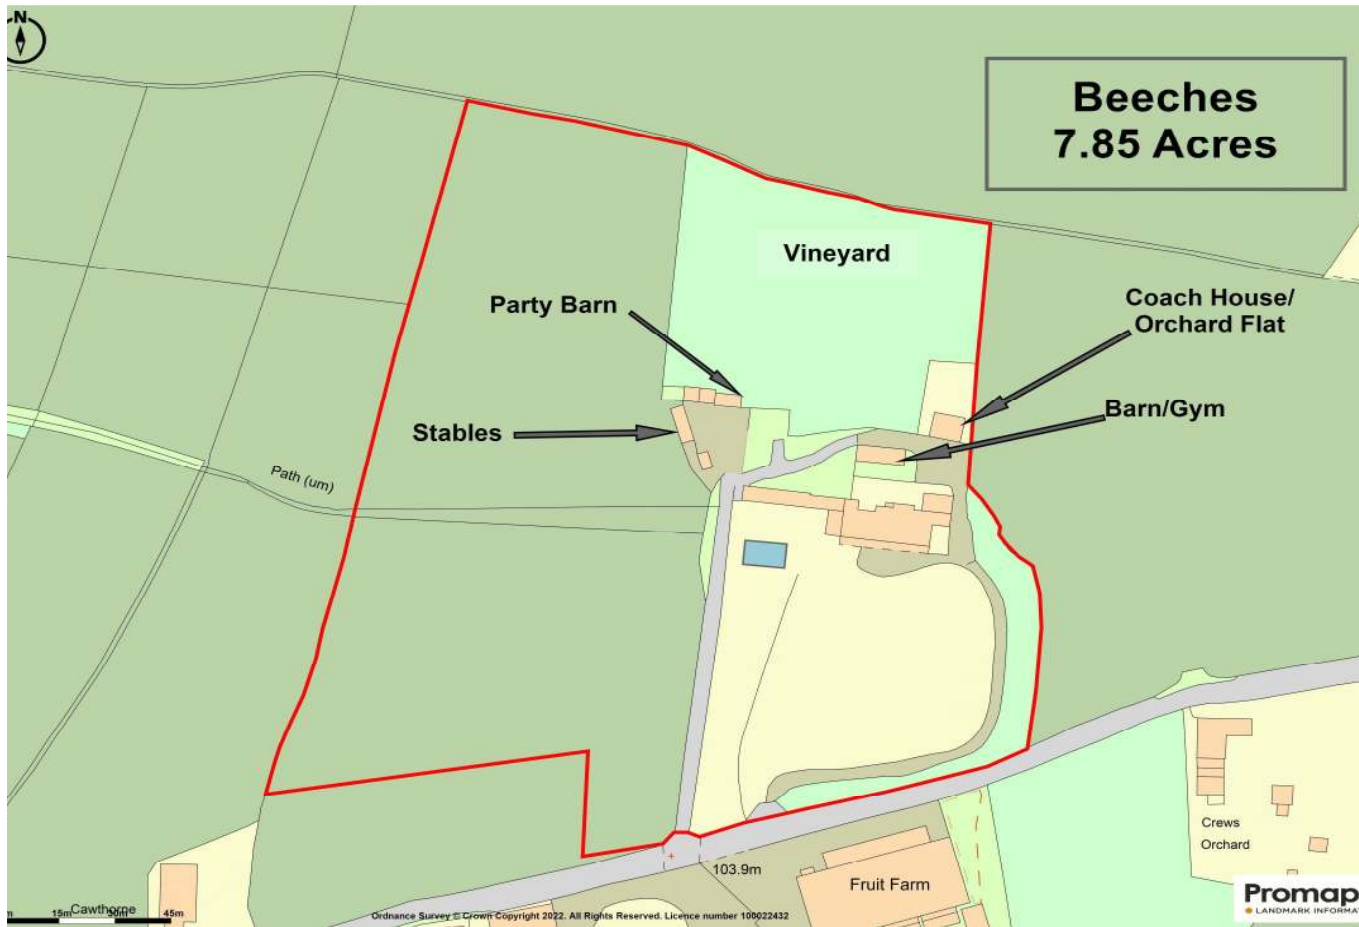 N
Beeches
7.85 Acres
Vineyard
Party Barn
Coach House/
Orchard Flat
Barn/Gym
Stables
Path (um)
Crews
Orchard
103.9m
Fruit Farm
Cawthorne
m 15m 30m 45m
Ordnance Survey © Crown Copyright 2022. All Rights Reserved. Licence number 100022432
Promap
LANDMARK INFORMAT